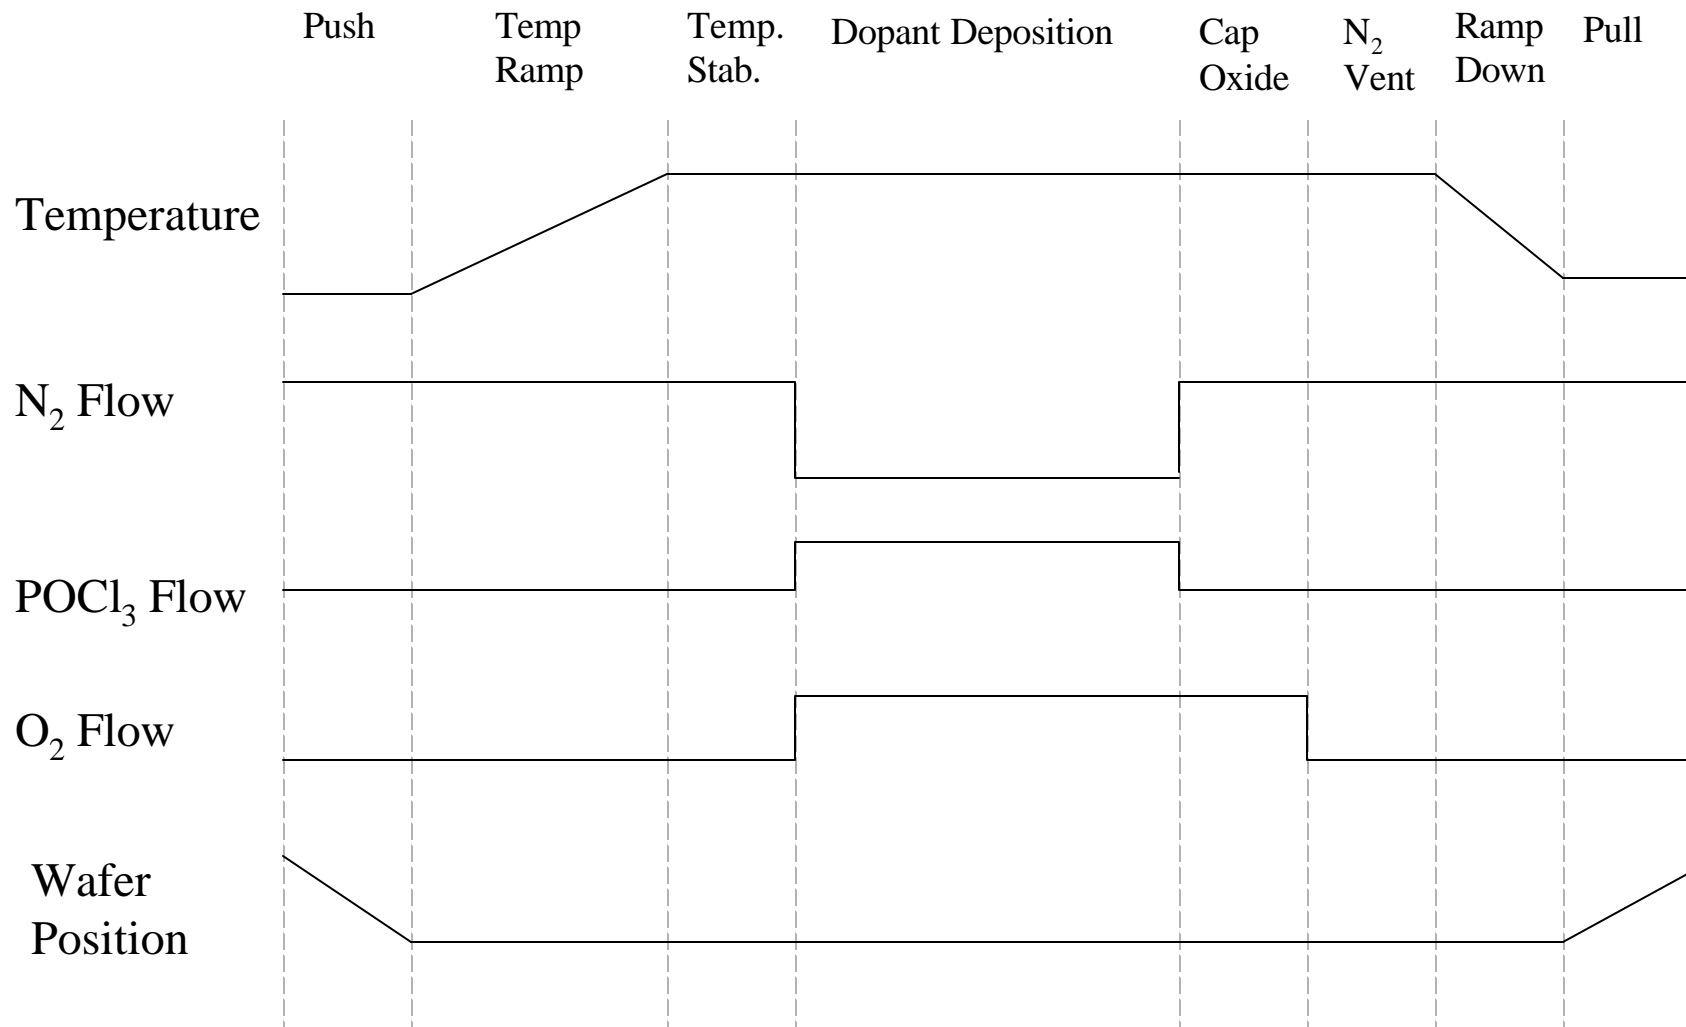 Push
Temp
Ramp
Temp.
Stab.
Dopant Deposition
Cap
Oxide
N₂
Vent
Ramp
Down
Pull
Temperature
N₂ Flow
POCl₃ Flow
O₂ Flow
Wafer
Position